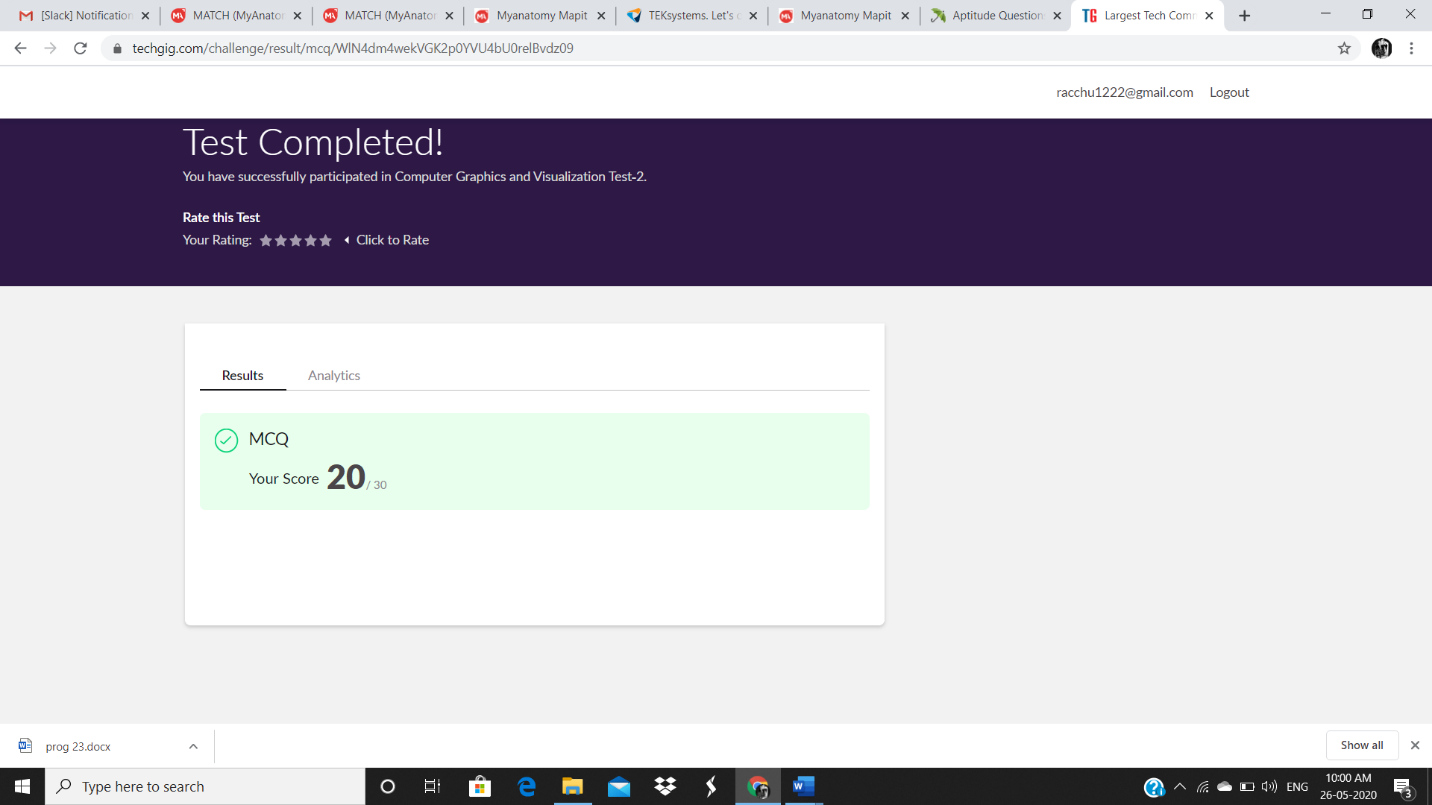 [Slack] Notification MATCH (MyAnator MATCH (MyAnator Myanatomy Mapit TEKsystems. Let's Myanatomy Mapit Aptitude Question Largest Tech Com
techgig.com/challenge/result/mcq/
racchu1222@gmail.com Logout
Test Completed!
You have successfully participated in Computer Graphics and Visualization Test-2.
Rate this Test
Your Rating: Click to Rate
Results Analytics
MCQ
Your Score 20 / 30
prog 23.docx Show all
Type here to search ENG 10:00 AM
26-05-2020 3